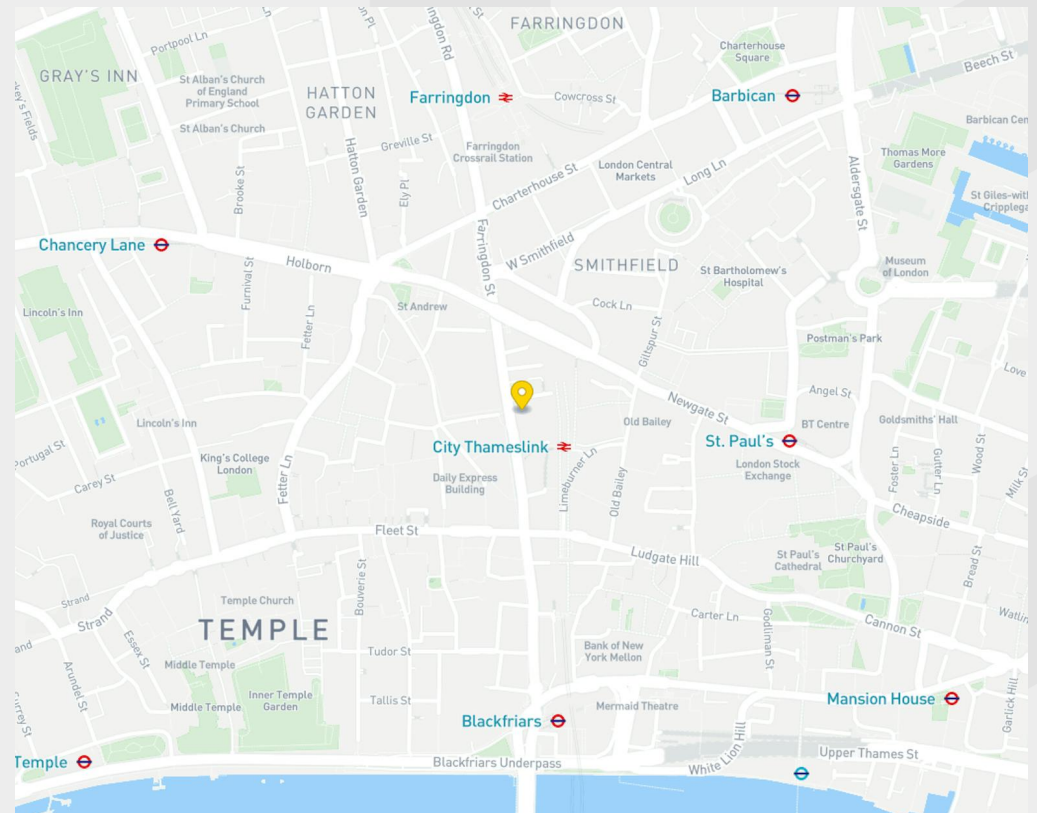 FARRINGDON
Portpool Ln
GRAY'S INN
St Alban's Church
of England
Primary School
St Alban's Church
HATTON
GARDEN
Farringdon
Cowcross St
Charterhouse
Square
Barbican
Beech St
Barbican Cen
Greville St
Farringdon
Crossrail Station
London Central
Markets
Long Ln
Thomas More
Gardens
St Giles-wit
Cripplega
Brooke St
Hatton Garden
Ely Pl
Charterhouse St
Aldersgate St
Chancery Lane
Holborn
Farringdon St
W Smithfield
SMITHFIELD
St Bartholomew's
Hospital
Museum
of London
Lincoln's Inn
Furnival St
Fetter Ln
St Andrew
Cock Ln
Giltspur St
Postman's Park
Love
Newgate St
Angel St
Lincoln's Inn
Old Bailey
BT Centre
Goldsmiths' Hall
Portugal St
King's College
London
City Thameslink
St. Paul's
London Stock
Exchange
Wood St
Foster Ln
Gutter Ln
Milk St
Carey St
Bell Yard
Fetter Ln
Daily Express
Building
Limeburner Ln
Old Bailey
Cheapside
Royal Courts
of Justice
Fleet St
Ludgate Hill
St Paul's
Cathedral
St Paul's
Churchyard
Bread St
Bouverie St
Strand
Strand
Temple Church
TEMPLE
Carter Ln
Godliman St
Cannon St
Watlin
and
Essex St
Middle Temple
Tudor St
Bank of New
York Mellon
Arundel St
Middle Temple
Inner Temple
Garden
Tallis St
Mermaid Theatre
Mansion House
Garlick Hill
Surrey St
Blackfriars
Temple
Blackfriars Underpass
White Lion Hill
Upper Thames St